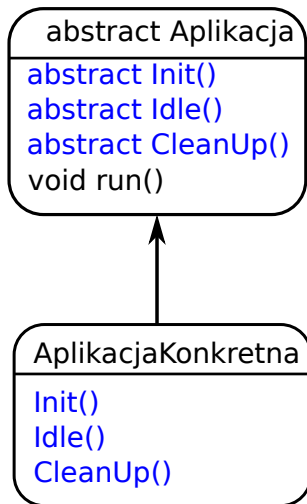 abstract Aplikacja
abstract Init()
abstract Idle()
abstract CleanUp()
void run()
AplikacjaKonkretna
Init()
Idle()
CleanUp()